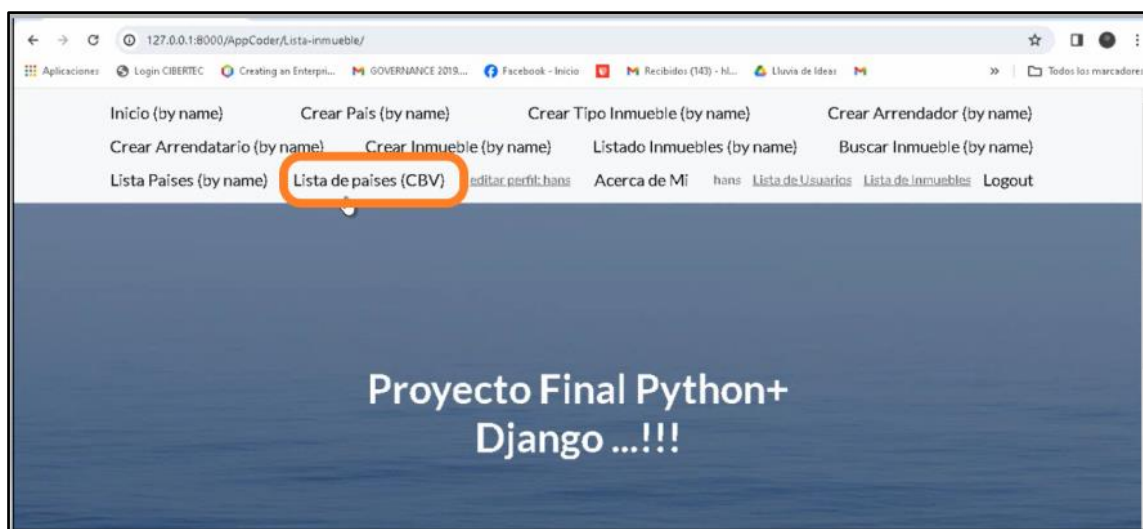 127.0.0.1:8000/AppCoder/Lista-inmueble/
Aplicaciones Login CIBERTEC Creating an Enterpri... GOVERNANCE 2019.... Facebook - Inicio Recibidos (143) - hl... Lluvia de Ideas » Todos los marcadores
Inicio (by name) Crear Pais (by name) Crear Tipo Inmueble (by name) Crear Arrendador (by name)
Crear Arrendatario (by name) Crear Inmueble (by name) Listado Inmuebles (by name) Buscar Inmueble (by name)
Lista Paises (by name) Lista de paises (CBV) editar perfil: hans Acerca de Mi hans Lista de Usuarios Lista de Inmuebles Logout
Proyecto Final Python+
Django ...!!!